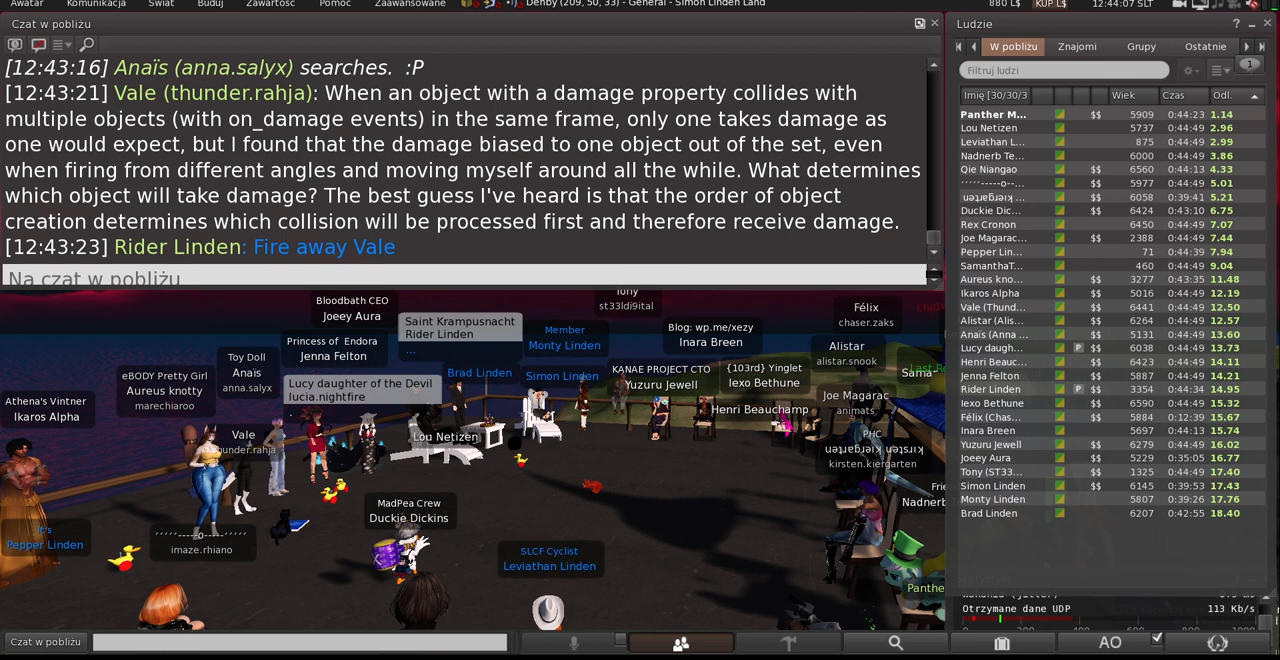 Awatar Komunikacja Świat Buduj Zawartość Pomoc Zaawansowane Denby (209, 50, 33) - General - Simon Linden Land 880 L$ KUP L$ 12:44:07 SLT
Czat w pobliżu
[12:43:16] Anaïs (anna.salyx) searches. :P
[12:43:21] Vale (thunder.rahja): When an object with a damage property collides with
multiple objects (with on_damage events) in the same frame, only one takes damage as
one would expect, but I found that the damage biased to one object out of the set, even
when firing from different angles and moving myself around all the while. What determines
which object will take damage? The best guess I've heard is that the order of object
creation determines which collision will be processed first and therefore receive damage.
[12:43:23] Rider Linden: Fire away Vale
Na czat w pobliżu
Tony
st33ldi9ital
Bloodbath CEO
Joeey Aura
Félix
chaser.zaks
Saint Krampusnacht
Rider Linden
...
Member
Monty Linden
Blog: wp.me/xezy
Inara Breen
Princess of Endora
Jenna Felton
Alistar
alistar.snook
Toy Doll
Anaïs
anna.salyx
Brad Linden
Simon Linden
KANAE PROJECT CTO
Yuzuru Jewell
{103rd} Yinglet
Iexo Bethune
Sama
eBODY Pretty Girl
Aureus knotty
marechiaroo
Lucy daughter of the Devil
lucia.nightfire
.
Joe Magarac
animats
Athena's Vintner
Ikaros Alpha
Henri Beauchamp
Vale
thunder.rahja
Lou Netizen
PHC
kirsten.kiergarten
Frie
Nadnerb
MadPea Crew
Duckie Dickins
Pepper Linden
´´´´´-----o--´´´´´
imaze.rhiano
SLCF Cyclist
Leviathan Linden
Panthe
Czat w pobliżu
Ludzie
W pobliżu Znajomi Grupy Ostatnie
Filtruj ludzi
1
Imię [30/30/3 Wiek Czas Odl.
Panther M... $$ 5909 0:44:23 1.14
Lou Netizen 5737 0:44:49 2.96
Leviathan L... 875 0:44:49 2.99
Nadnerb Te... 6000 0:44:49 3.86
Qie Niangao $$ 6560 0:44:13 4.33
´´´´´-----o--... $$ 5977 0:44:49 5.01
$$ 6058 0:39:41 5.21
Duckie Dic... $$ 6424 0:43:10 6.75
Rex Cronon 6450 0:44:49 7.07
Joe Magarac... $$ 2388 0:44:49 7.44
Pepper Lin... 71 0:44:39 7.94
SamanthaT... 460 0:44:49 9.04
Aureus kno... $$ 3277 0:43:35 11.48
Ikaros Alpha $$ 5016 0:44:49 12.19
Vale (Thund... $$ 6441 0:44:49 12.50
Alistar (Alis... $$ 6264 0:44:49 12.57
Anaïs (Anna ... $$ 5131 0:44:49 13.60
Lucy daugh... P $$ 6038 0:44:49 13.73
Henri Beauc... $$ 6423 0:44:49 14.11
Jenna Felton $$ 5887 0:44:49 14.21
Rider Linden P $$ 3354 0:44:34 14.95
Iexo Bethune $$ 6590 0:44:49 15.32
Félix (Chas... $$ 5884 0:12:39 15.67
Inara Breen 5697 0:44:13 15.74
Yuzuru Jewell $$ 6279 0:44:49 16.02
Joeey Aura $$ 5229 0:35:05 16.77
Tony (ST33... $$ 1325 0:44:49 17.40
Simon Linden $$ 6145 0:39:53 17.43
Monty Linden 5807 0:39:26 17.76
Brad Linden 6207 0:42:55 18.40
Otrzymane dane UDP 113 Kb/s
AO